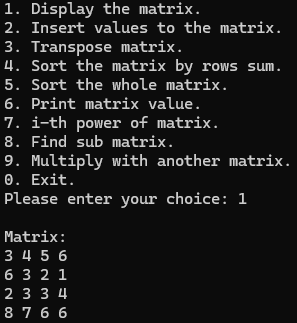 1. Display the matrix.
2. Insert values to the matrix.
3. Transpose matrix.
4. Sort the matrix by rows sum.
5. Sort the whole matrix.
6. Print matrix value.
7. i-th power of matrix.
8. Find sub matrix.
9. Multiply with another matrix.
0. Exit.
Please enter your choice: 1
Matrix:
3 4 5 6
6 3 2 1
2 3 3 4
8 7 6 6